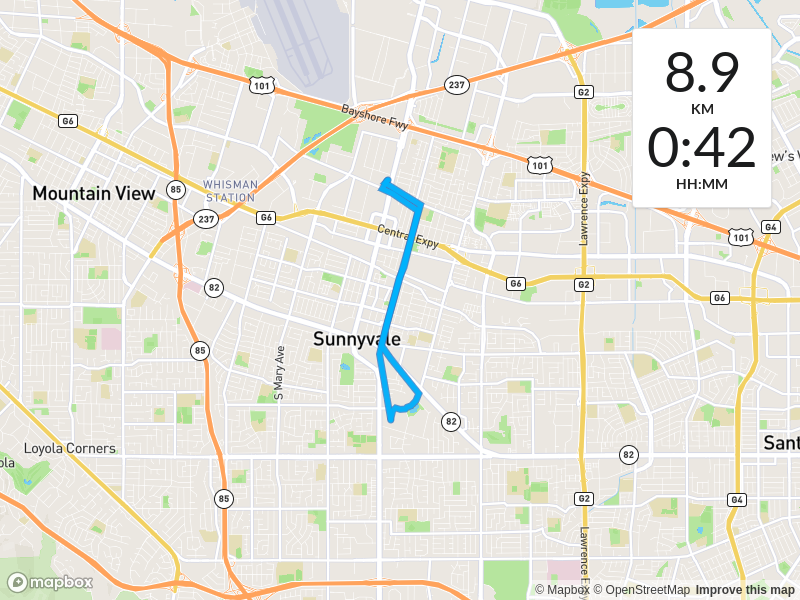 8.9
KM
0:42
HH:MM
101
237
G2
G6
Bayshore Fwy
101
ew's V
Mountain View
85
WHISMAN
STATION
237
G6
Central Expy
Lawrence Expy
101
G4
82
G6
G2
G6
Sunnyvale
85
S Mary Ave
82
Loyola Corners
ola
82
Sant
85
G2
G4
Lawrence Ex
mapbox
© Mapbox © OpenStreetMap Improve this map